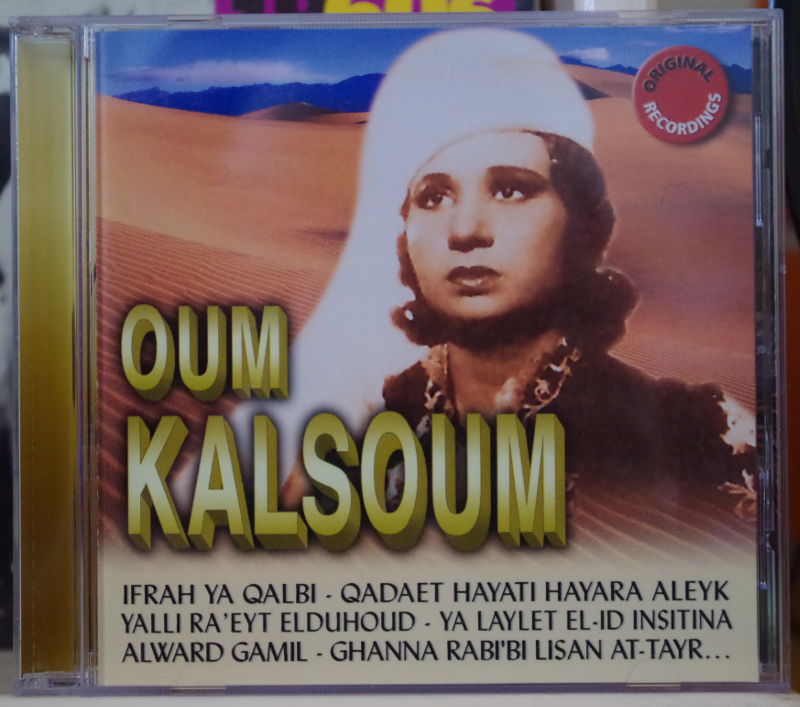 ORIGINAL
RECORDINGS
OUM
KALSOUM
IFRAH YA QALBI - QADAET HAYATI HAYARA ALEYK
YALLI RA'EYT ELDUHOUD - YA LAYLET EL-ID INSITINA
ALWARD GAMIL - GHANNA RABI'BI LISAN AT-TAYR...